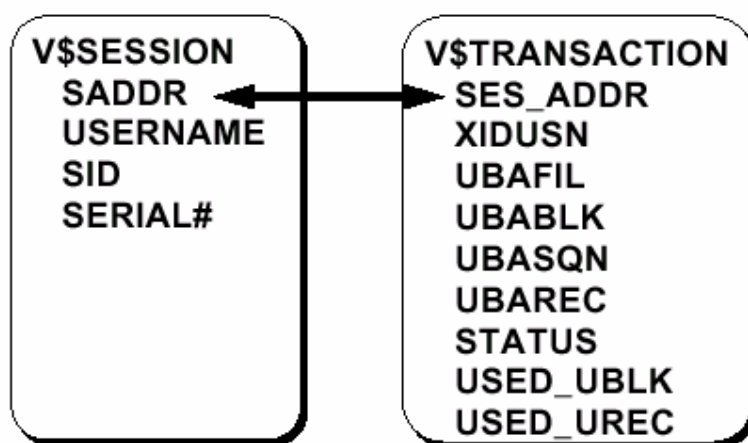 V$SESSION
SADDR
USERNAME
SID
SERIAL#
V$TRANSACTION
SES_ADDR
XIDUSN
UBAFIL
UBABLK
UBASQN
UBAREC
STATUS
USED_UBLK
USED_UREC